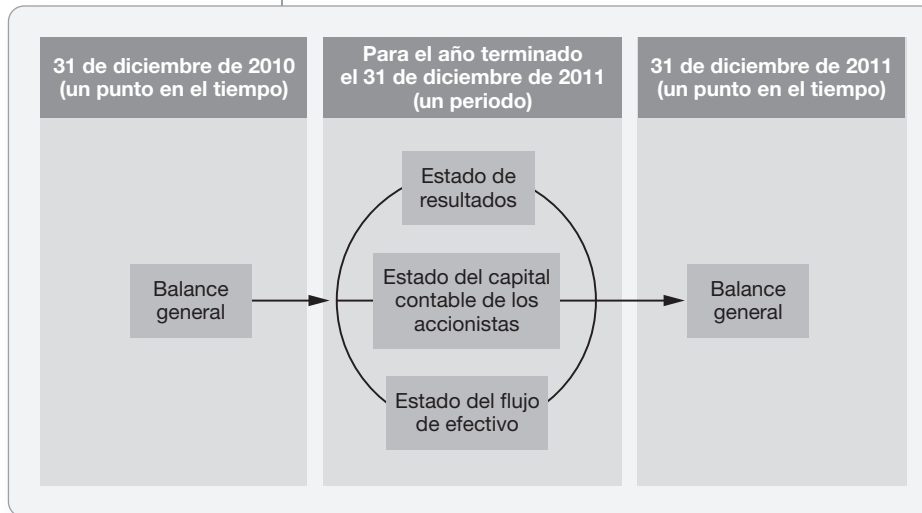 31 de diciembre de 2010
(un punto en el tiempo)
Para el año terminado
el 31 de diciembre de 2011
(un periodo)
31 de diciembre de 2011
(un punto en el tiempo)
Estado de
resultados
Balance
general
Estado del capital
contable de los
accionistas
Balance
general
Estado del flujo
de efectivo